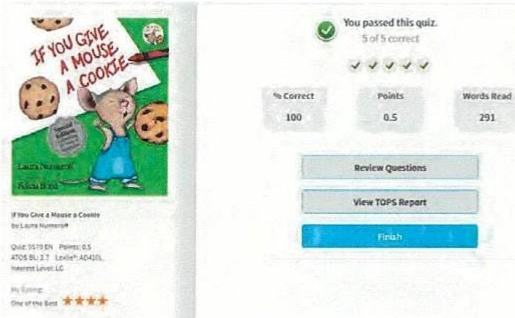 IF YOU GIVE
A MOUSE
A COOKIE
Special
Edition
Laura Numeroff
Felicia Bond
If You Give a Mouse a Cookie
by Laura Numeroff
Quiz: 5570 EN Points: 0.5
ATOS BL: 2.7 Lexile®: AD410L
Interest Level: LG
My Rating:
One of the Best
You passed this quiz.
5 of 5 correct
% Correct
Points
Words Read
100
0.5
291
Review Questions
View TOPS Report
Finish